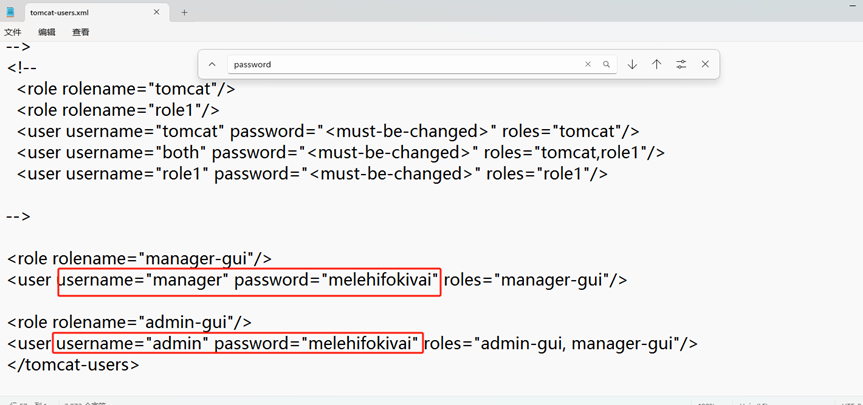 tomcat-users.xml
文件 编辑 查看
password
-->
<!--
<role rolename="tomcat"/>
<role rolename="role1"/>
<user username="tomcat" password="<must-be-changed>" roles="tomcat"/>
<user username="both" password="<must-be-changed>" roles="tomcat,role1"/>
<user username="role1" password="<must-be-changed>" roles="role1"/>
-->
<role rolename="manager-gui"/>
<user username="manager" password="melehifokivai" roles="manager-gui"/>
<role rolename="admin-gui"/>
<user username="admin" password="melehifokivai" roles="admin-gui, manager-gui"/>
</tomcat-users>